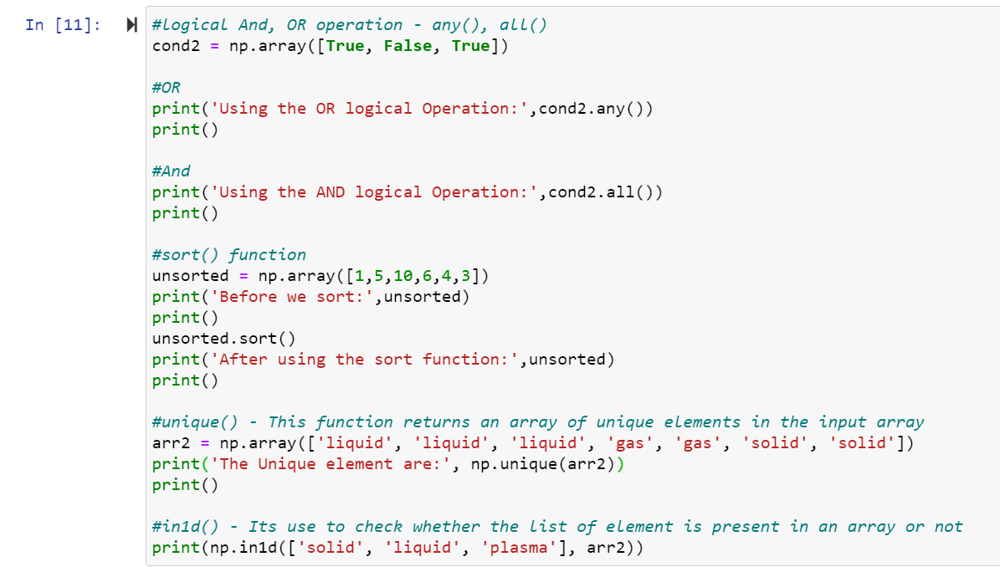 In [11]:
#logical And, OR operation - any(), all()
cond2 = np.array([True, False, True])
#OR
print('Using the OR logical Operation:',cond2.any())
print()
#And
print('Using the AND logical Operation:',cond2.all())
print()
#sort() function
unsorted = np.array([1,5,10,6,4,3])
print('Before we sort:',unsorted)
print()
unsorted.sort()
print('After using the sort function:',unsorted)
print()
#unique() - This function returns an array of unique elements in the input array
arr2 = np.array(['liquid', 'liquid', 'liquid', 'gas', 'gas', 'solid', 'solid'])
print('The Unique element are:', np.unique(arr2))
print()
#in1d() - Its use to check whether the list of element is present in an array or not
print(np.in1d(['solid', 'liquid', 'plasma'], arr2))